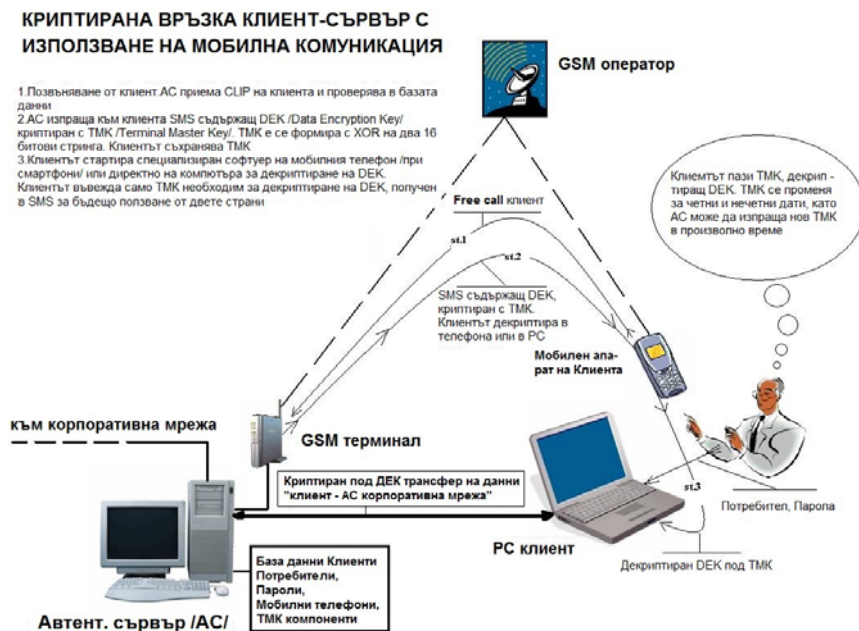 КРИПТИРАНА ВРЪЗКА КЛИЕНТ-СЪРВЪР С
ИЗПОЛЗВАНЕ НА МОБИЛНА КОМУНИКАЦИЯ
GSM оператор
1.Позвъняване от клиент.АС приема CLIP на клиента и проверява в базата
данни
2.АС изпраща към клиента SMS съдържащ DEK /Data Encryption Key/
криптиран с ТМК /Terminal Master Key/. ТМК е се формира с XOR на два 16
битови стринга. Клиентът съхранява ТМК
3.Клиентът стартира специализиран софтуер на мобилния телефон /при
смартфони/ или директно на компютъра за декриптиране на DEK.
Клиентът въвежда само ТМК необходим за декриптиране на DEK, получен
в SMS за бъдещо ползване от двете страни
Клиемтът пази ТМК, декрип -
тиращ DEK. ТМК се променя
за четни и нечетни дати, като
АС може да изпраща нов ТМК
в произволно време
Free call клиент
st.1
st.2
SMS съдържащ DEK,
криптиран с ТМК.
Клиентът декриптира в
телефона или в PC
Мобилен апа-
рат на Клиента
към корпоративна мрежа
GSM терминал
Криптиран под ДЕК трансфер на данни
"клиент - АС корпоративна мрежа"
st.3
Потребител, Парола
PC клиент
Декриптиран DEK под ТМК
База данни Клиенти
Потребители,
Пароли,
Мобилни телефони,
ТМК компоненти
Автент. сървър /АС/